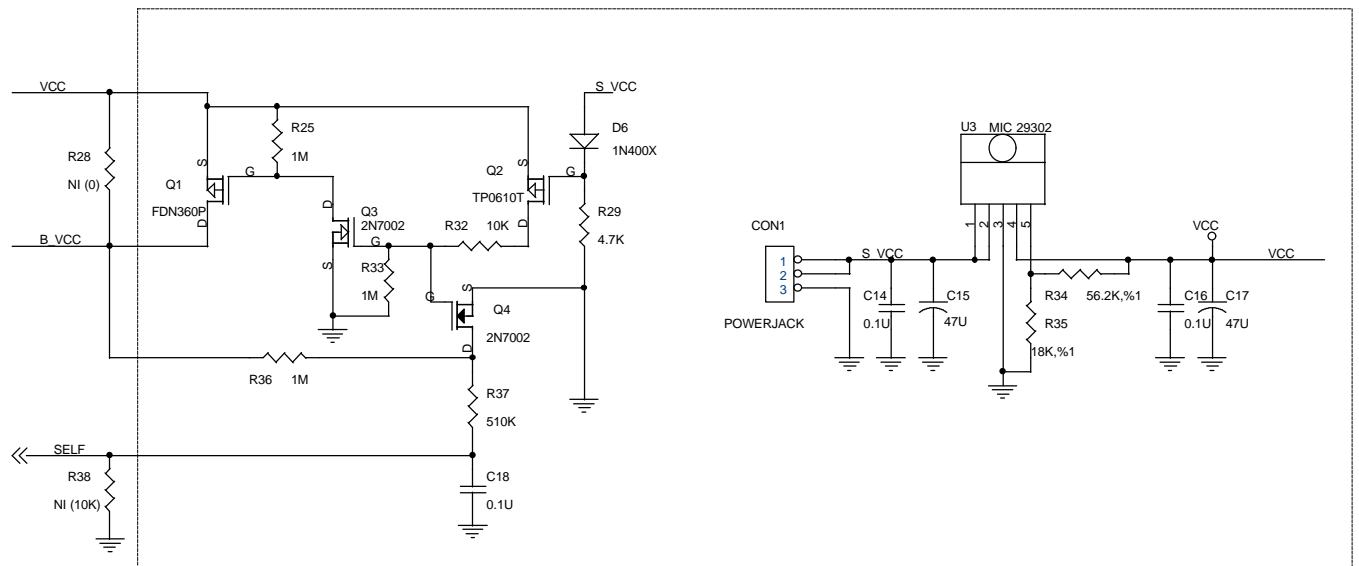 VCC
S_VCC
R25
1M
D6
1N400X
U3 MIC 29302
R28
NI (0)
S
Q1
G
FDN360P
D
Q2
S
G
TP0610T
D
R29
4.7K
D
Q3
2N7002
G
S
R32 10K
B_VCC
R33
1M
G
S
Q4
2N7002
D
R36 1M
R37
510K
SELF
R38
NI (10K)
C18
0.1U
1
2
3
4
5
CON1
1
2
3
POWERJACK
S_VCC
C14
0.1U
C15
47U
R34 56.2K,%1
R35
18K,%1
VCC
VCC
C16
0.1U
C17
47U